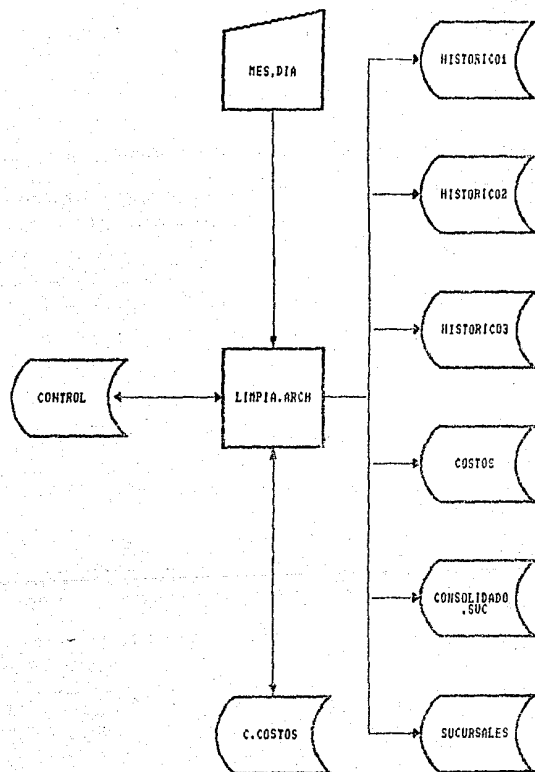 MES,DIA
HISTORICO1
HISTORICO2
HISTORICO3
CONTROL
LIMPIA.ARCH
COSTOS
CONSOLIDADO
.SUC
C.COSTOS
SUCURSALES